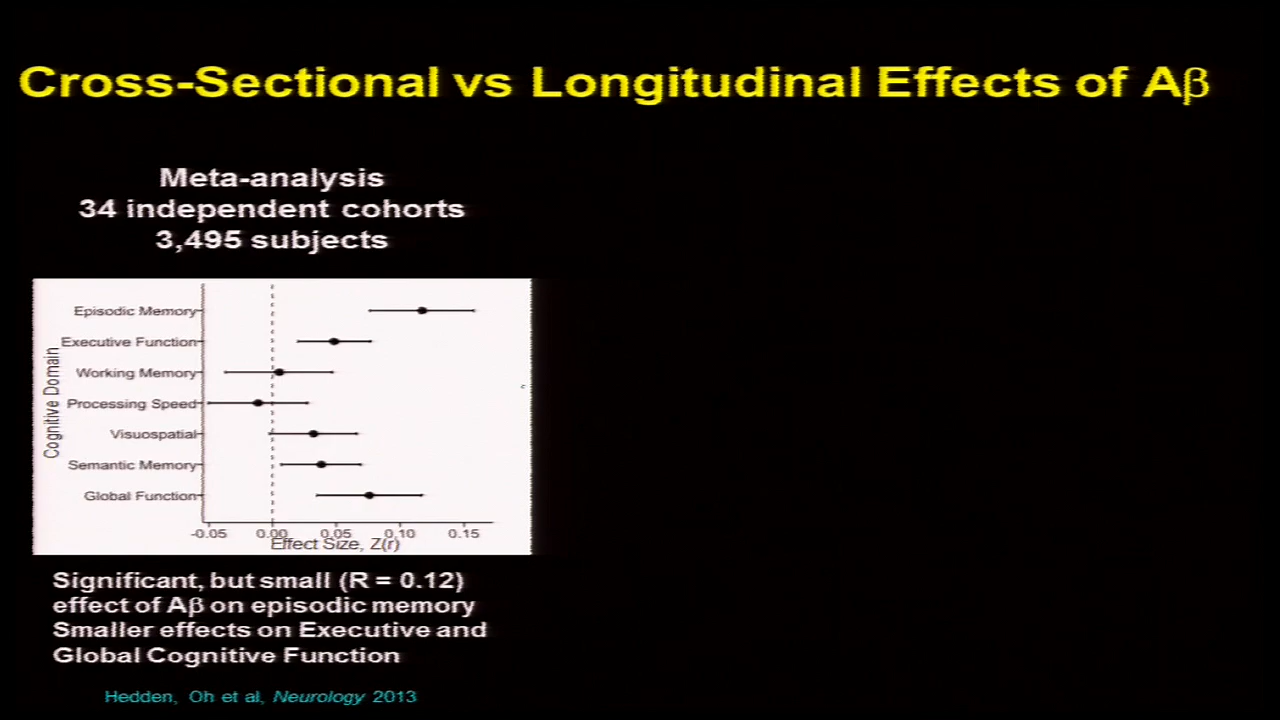 Cross-Sectional vs Longitudinal Effects of Aβ
Meta-analysis
34 independent cohorts
3,495 subjects
Cognitive Domain
Episodic Memory
Executive Function
Working Memory
Processing Speed
Visuospatial
Semantic Memory
Global Function
-0.05 0.00 0.05 0.10 0.15
Effect Size, Z(r)
Significant, but small (R = 0.12)
effect of Aβ on episodic memory
Smaller effects on Executive and
Global Cognitive Function
Hedden, Oh et al, Neurology 2013